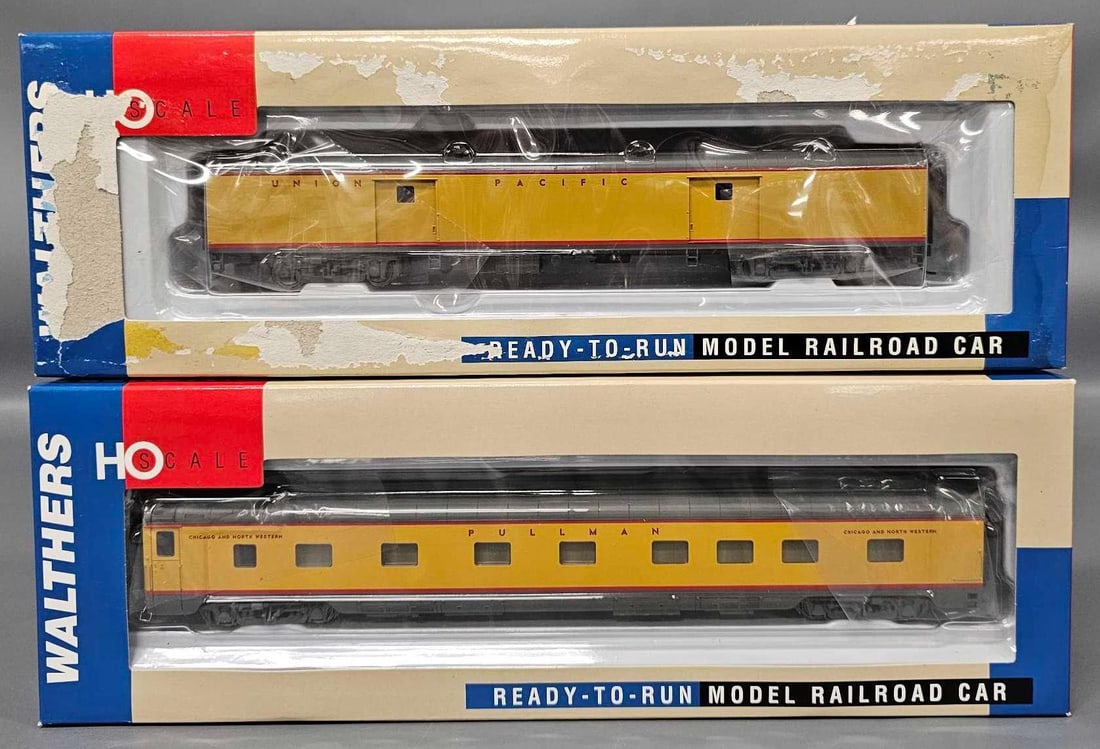 WALTHERS
SCALE
UNION PACIFIC
READY-TO-RUN MODEL RAILROAD CAR
WALTHERS
HO SCALE
PULLMAN
CHICAGO AND NORTH WESTERN
CHICAGO AND NORTH WESTERN
READY-TO-RUN MODEL RAILROAD CAR